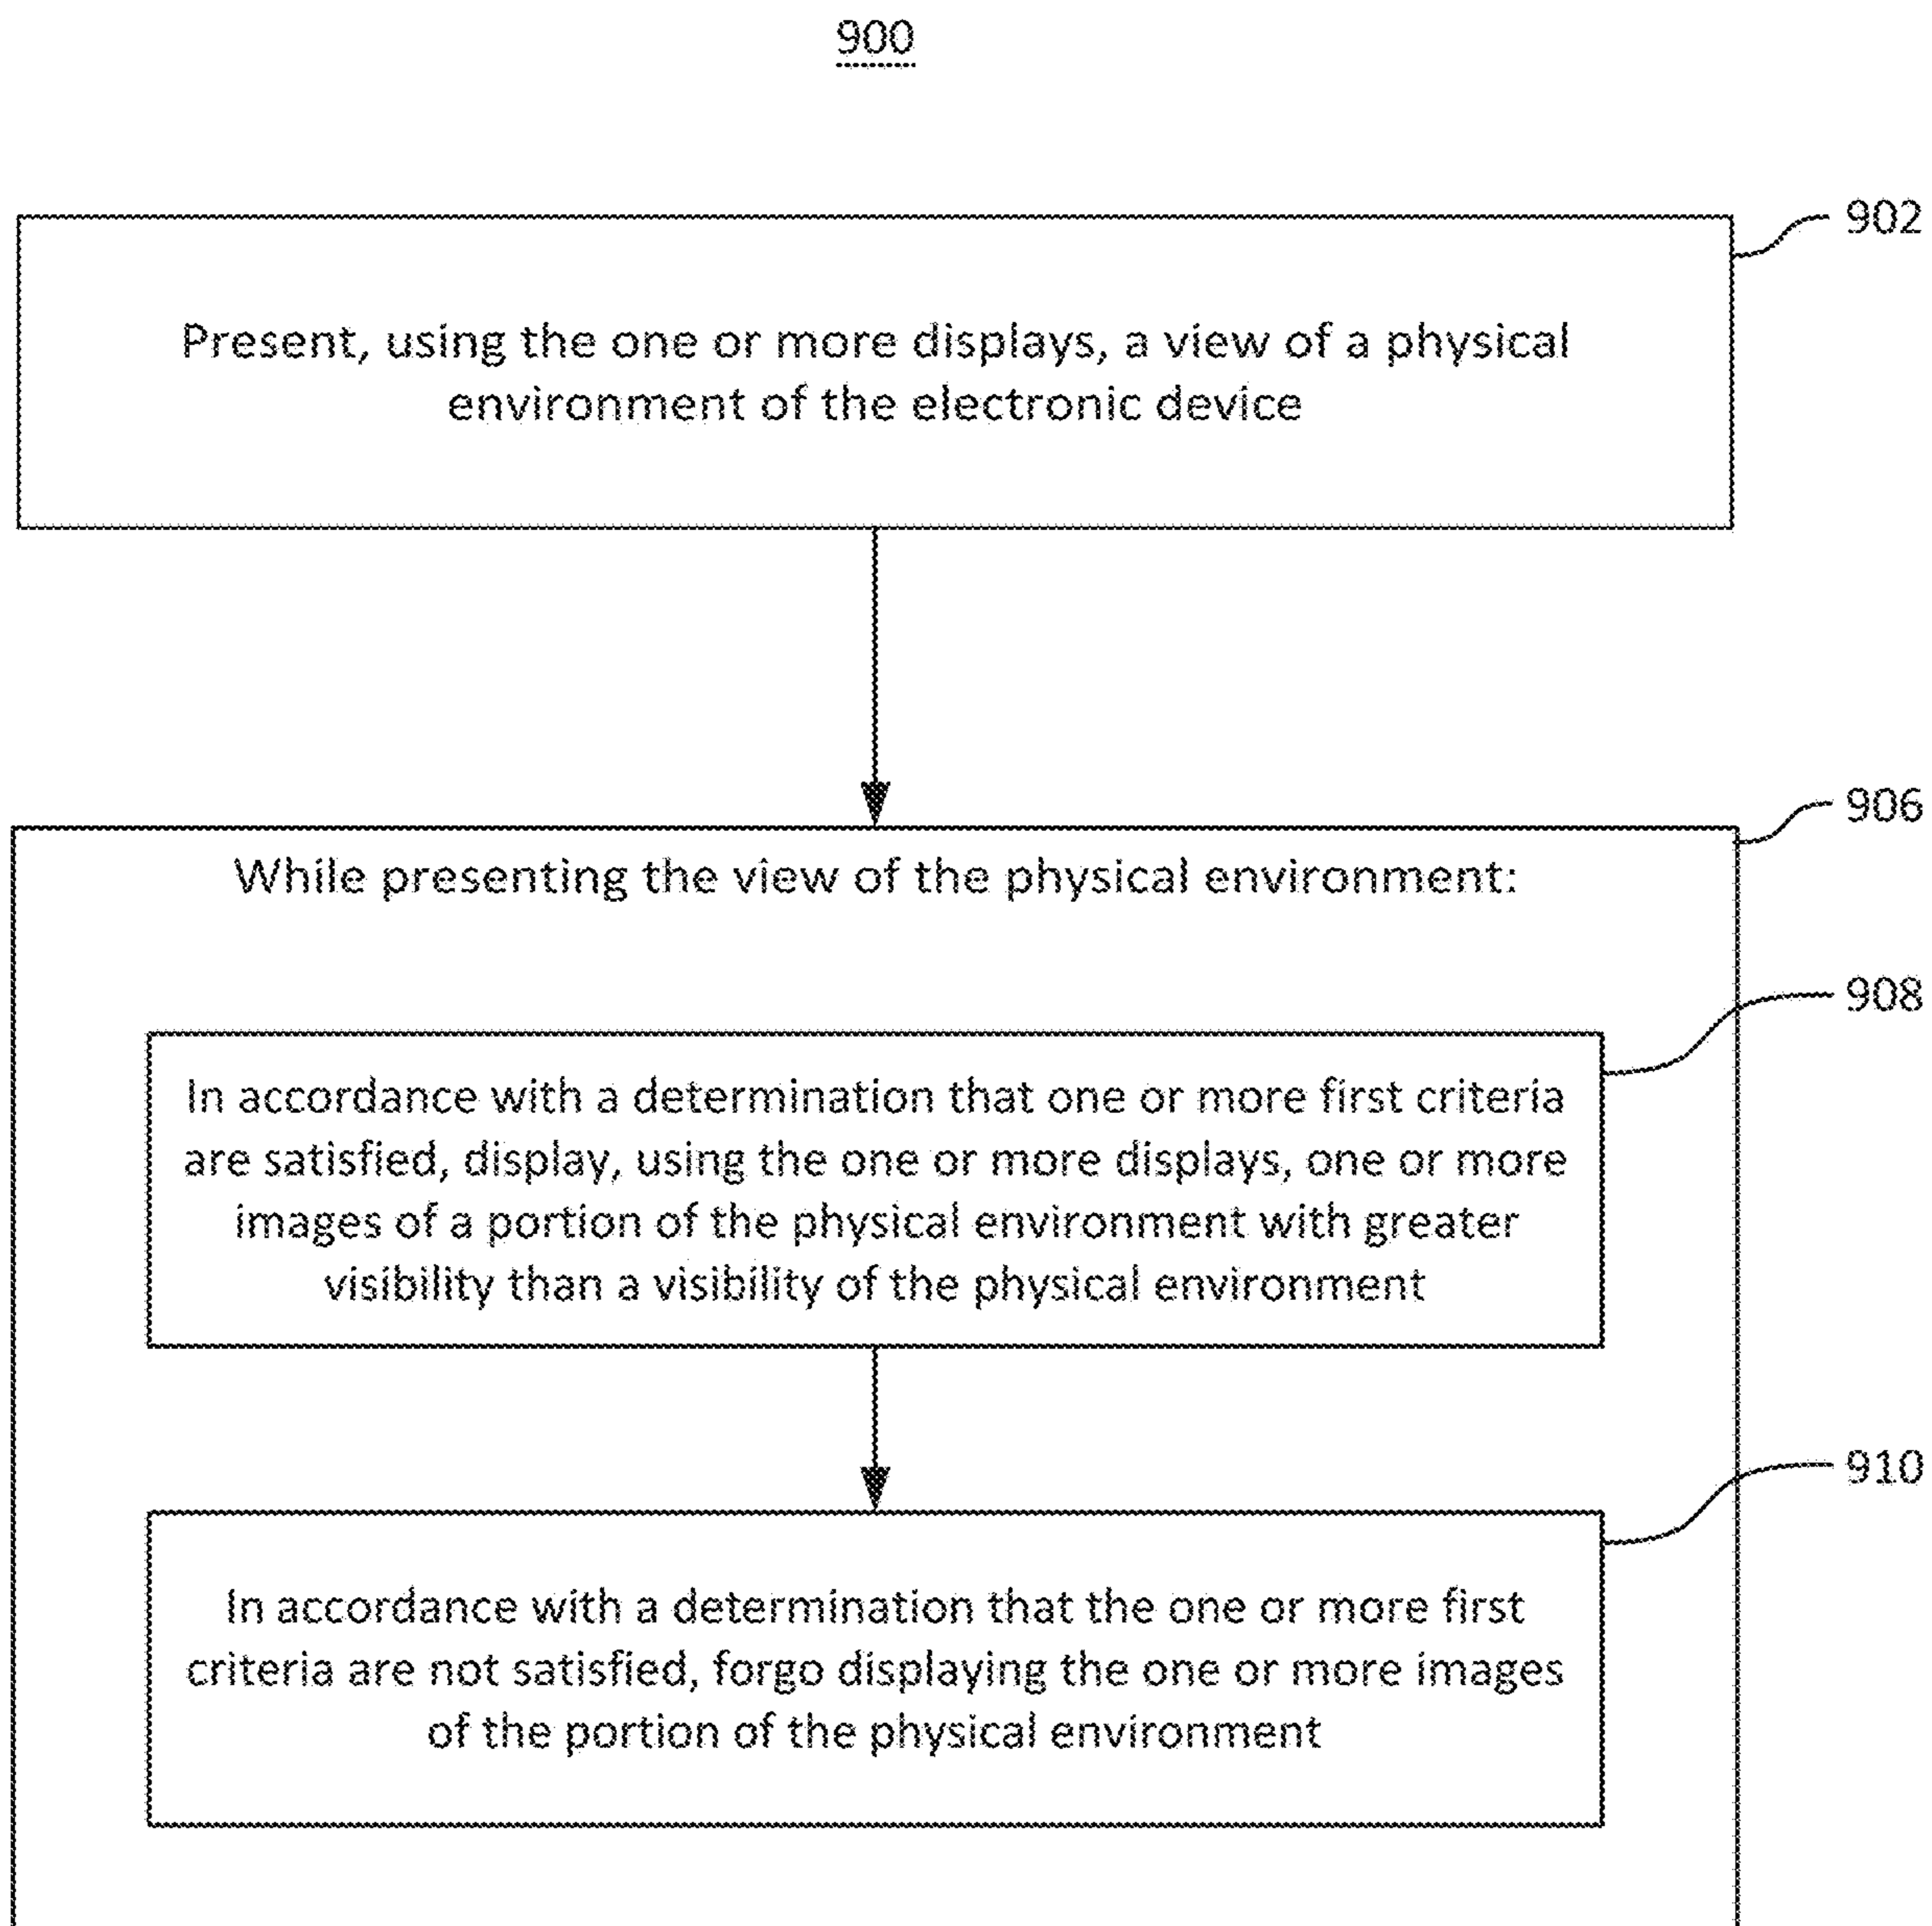 900
902
Present, using the one or more displays, a view of a physical
environment of the electronic device
906
While presenting the view of the physical environment:
908
In accordance with a determination that one or more first criteria
are satisfied, display, using the one or more displays, one or more
images of a portion of the physical environment with greater
visibility than a visibility of the physical environment
910
In accordance with a determination that the one or more first
criteria are not satisfied, forgo displaying the one or more images
of the portion of the physical environment